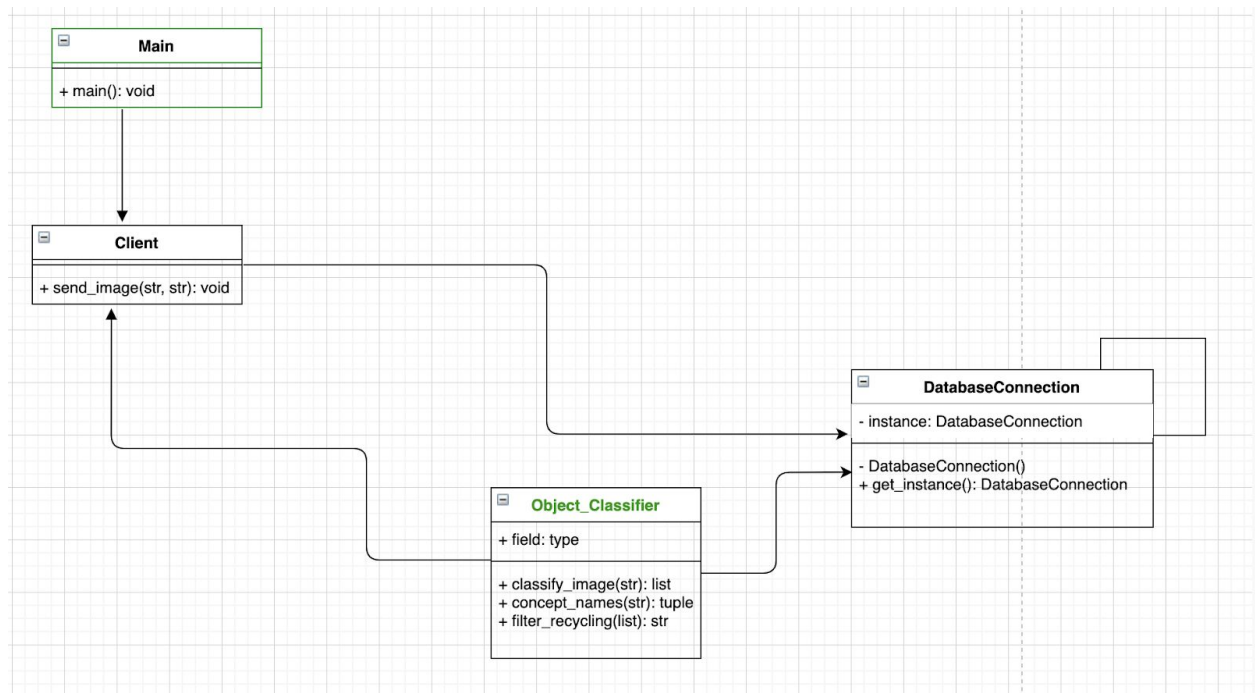 Main
+ main(): void
Client
+ send_image(str, str): void
DatabaseConnection
- instance: DatabaseConnection
- DatabaseConnection()
+ get_instance(): DatabaseConnection
Object_Classifier
+ field: type
+ classify_image(str): list
+ concept_names(str): tuple
+ filter_recycling(list): str